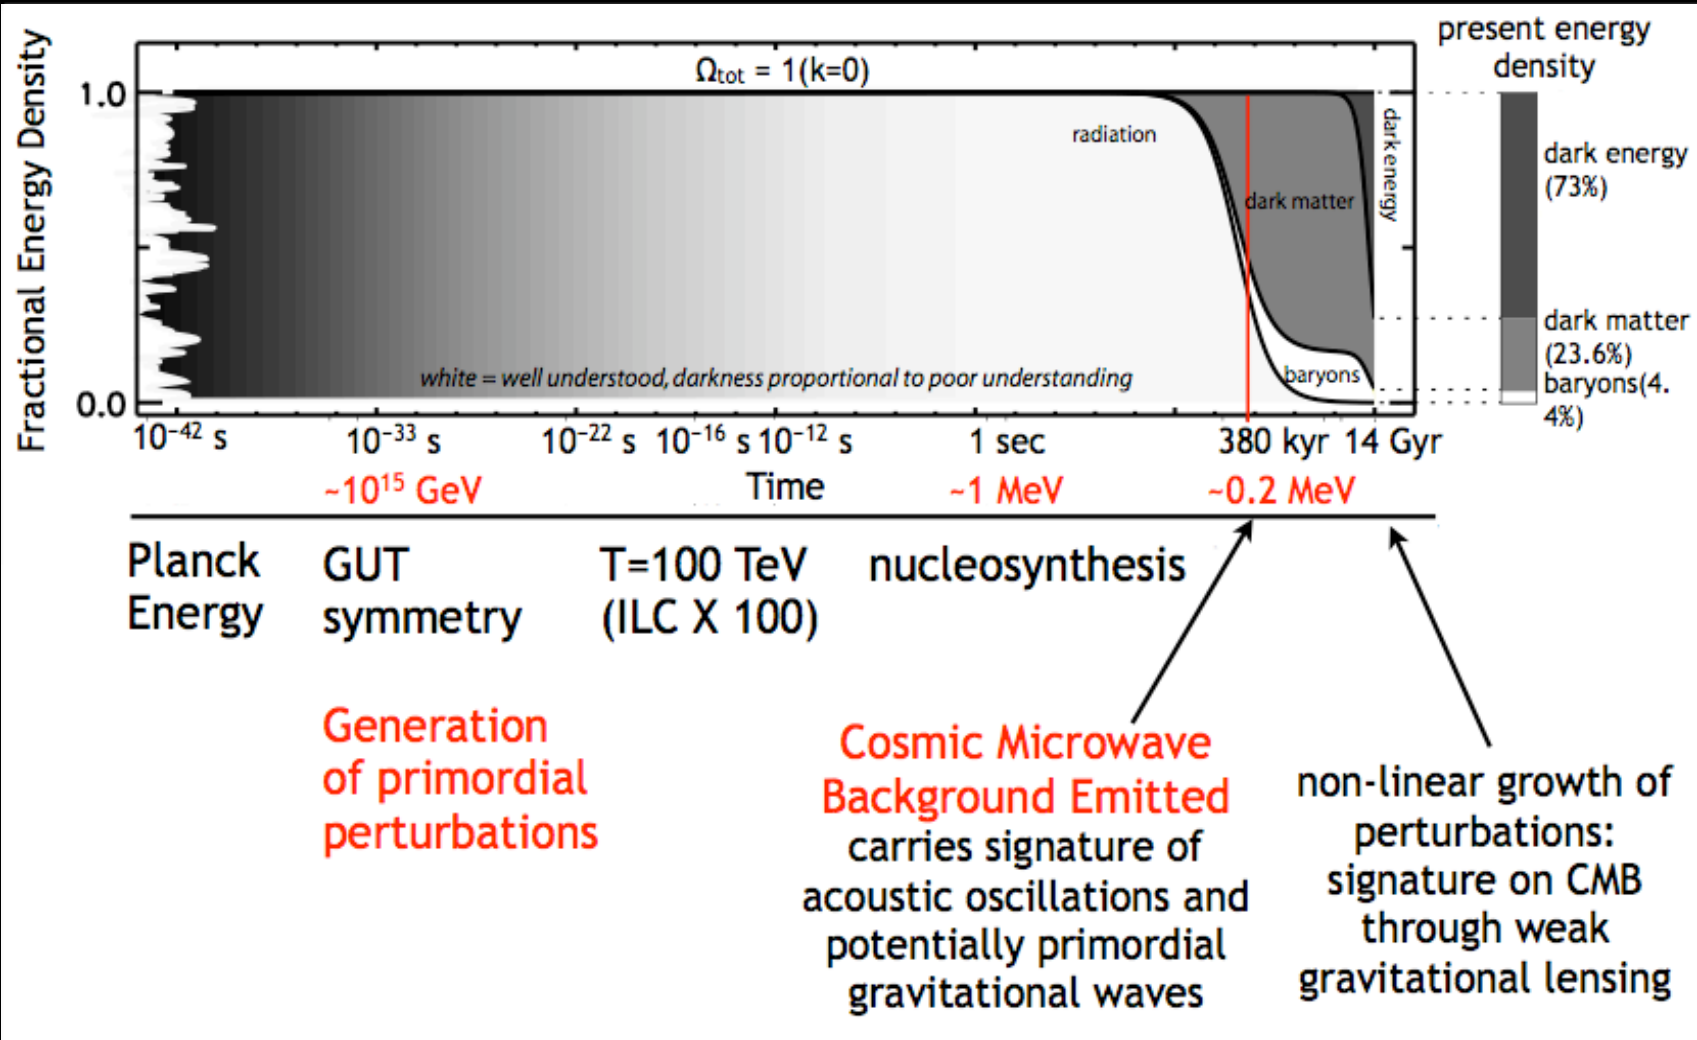 present energy
density
Fractional Energy Density
Ωtot = 1(k=0)
1.0
radiation
dark matter
dark energy
baryons
white = well understood, darkness proportional to poor understanding
0.0
dark energy
(73%)
dark matter
(23.6%)
baryons(4.
4%)
10⁻⁴² s 10⁻³³ s 10⁻²² s 10⁻¹⁶ s 10⁻¹² s 1 sec 380 kyr 14 Gyr
~10¹⁵ GeV Time ~1 MeV ~0.2 MeV
Planck
Energy
GUT
symmetry
T=100 TeV
(ILC X 100)
nucleosynthesis
Generation
of primordial
perturbations
Cosmic Microwave
Background Emitted
carries signature of
acoustic oscillations and
potentially primordial
gravitational waves
non-linear growth of
perturbations:
signature on CMB
through weak
gravitational lensing